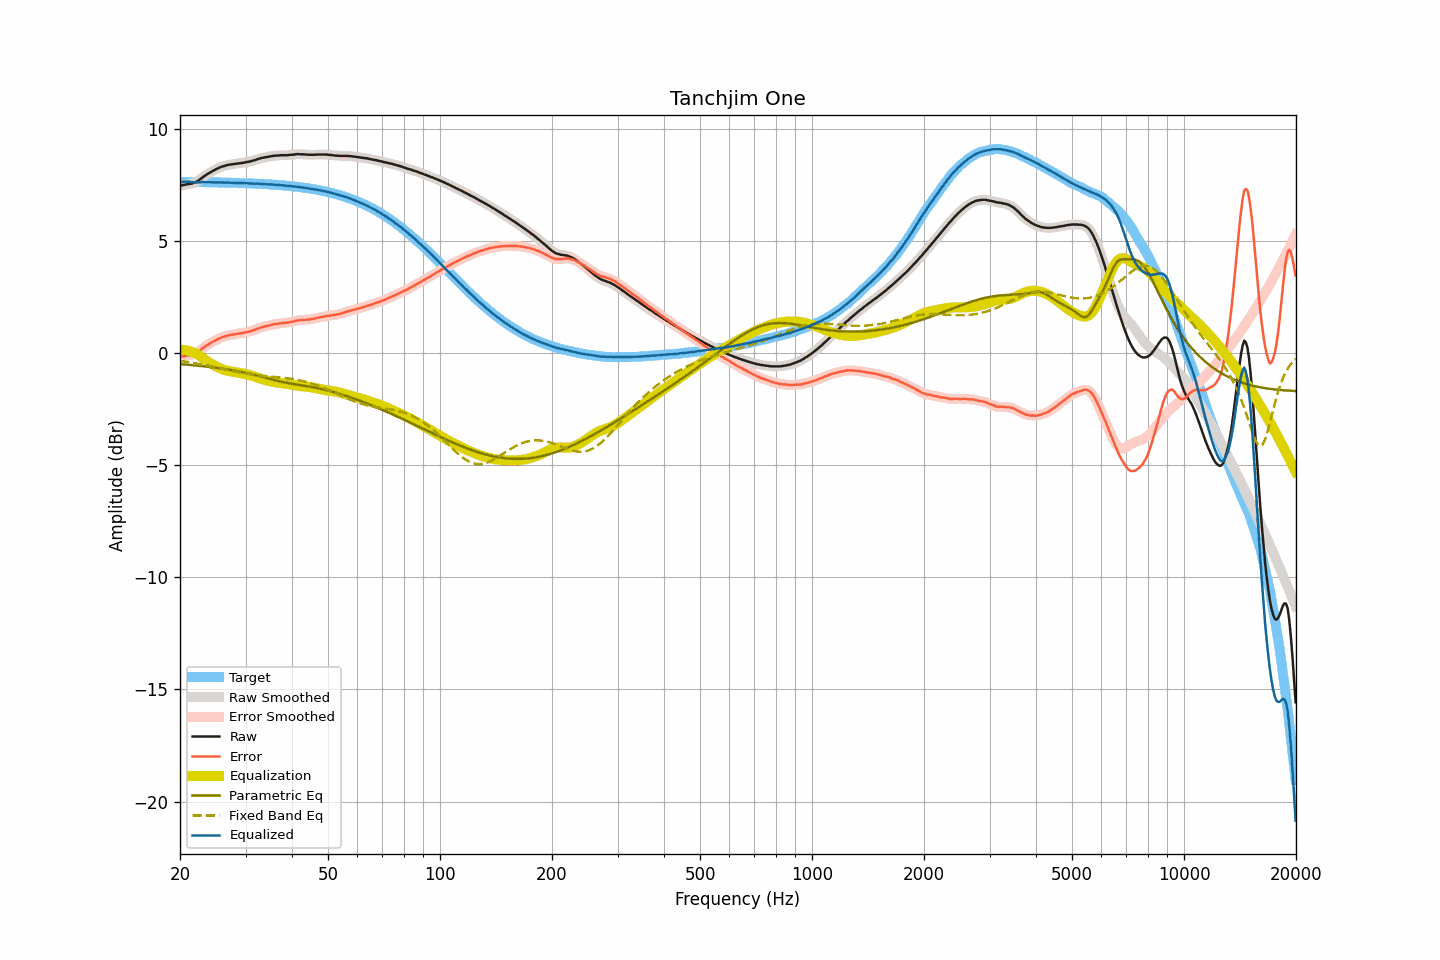 Tanchjim One
10
5
0
−5
−10
−15
−20
Amplitude (dBr)
Target
Raw Smoothed
Error Smoothed
Raw
Error
Equalization
Parametric Eq
Fixed Band Eq
Equalized
20 50 100 200 500 1000 2000 5000 10000 20000
Frequency (Hz)